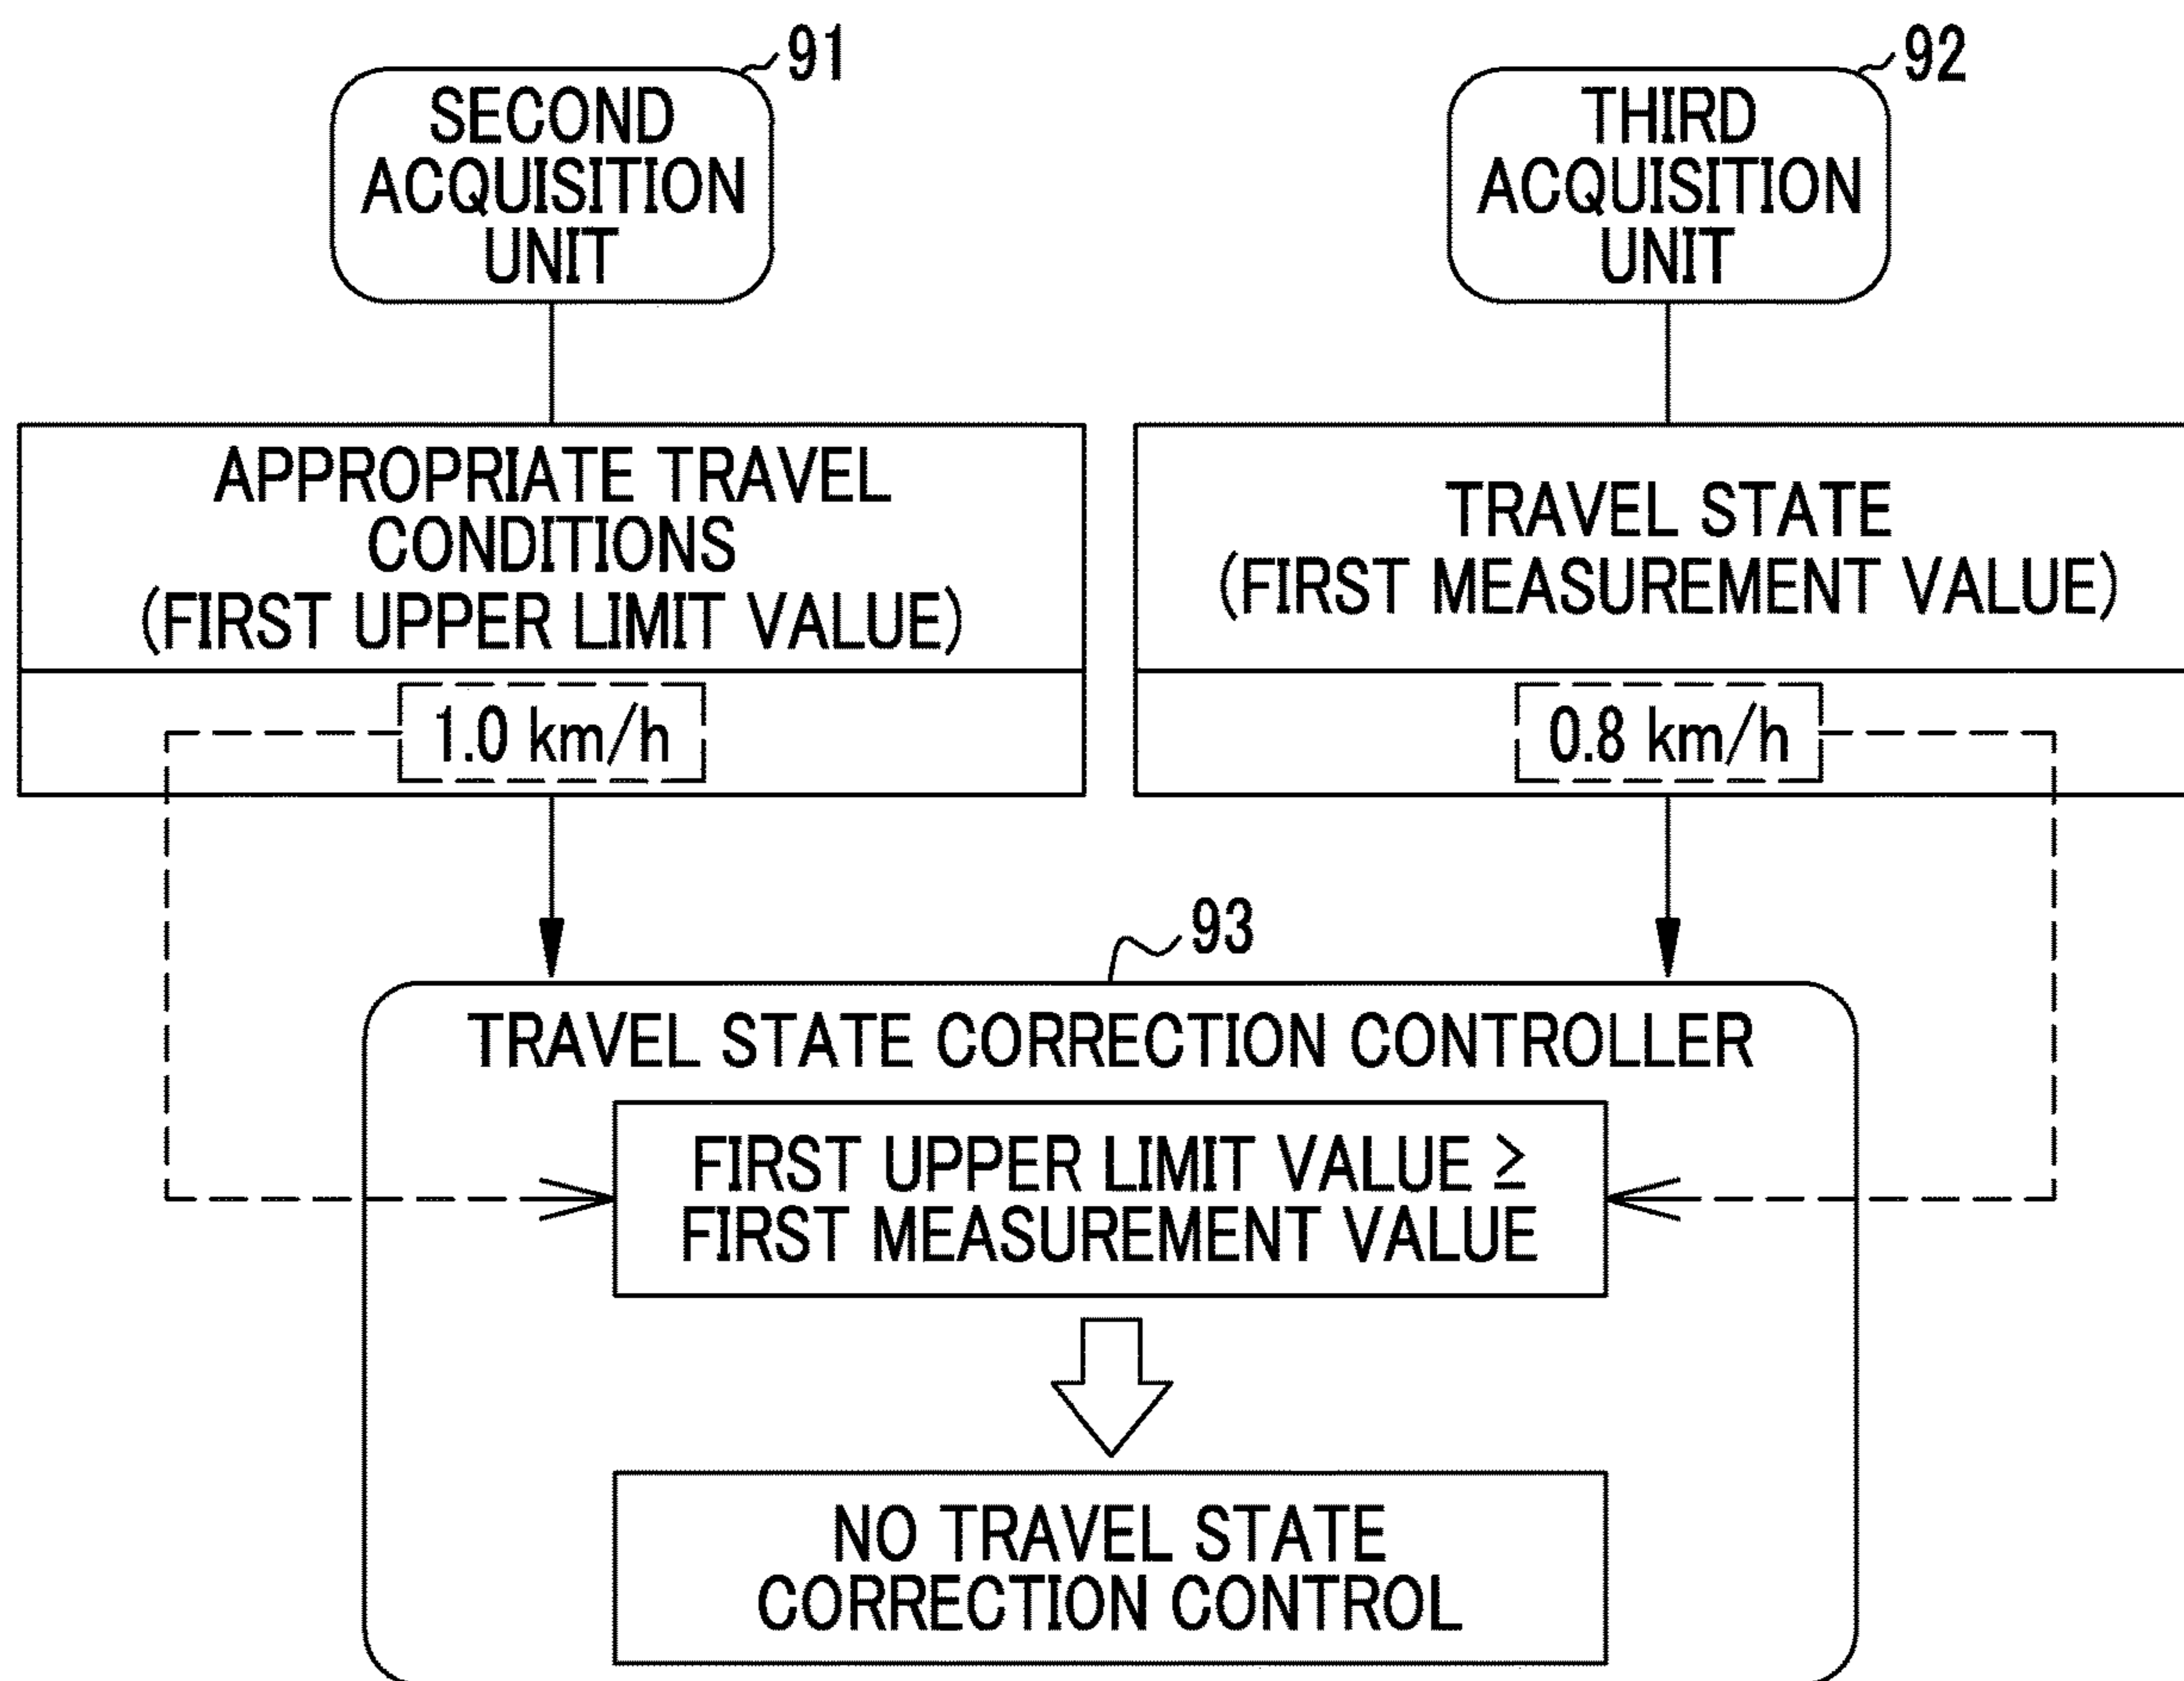 91
SECOND
ACQUISITION
UNIT
92
THIRD
ACQUISITION
UNIT
APPROPRIATE TRAVEL
CONDITIONS
(FIRST UPPER LIMIT VALUE)
1.0 km/h
TRAVEL STATE
(FIRST MEASUREMENT VALUE)
0.8 km/h
93
TRAVEL STATE CORRECTION CONTROLLER
FIRST UPPER LIMIT VALUE ≥
FIRST MEASUREMENT VALUE
NO TRAVEL STATE
CORRECTION CONTROL